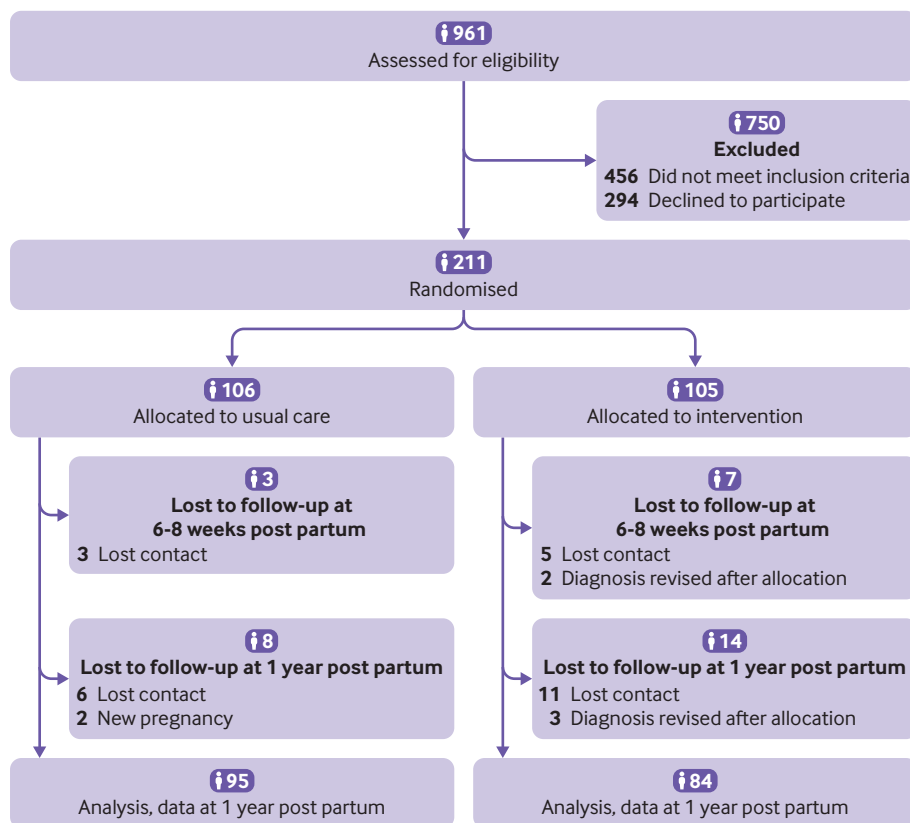 961
Assessed for eligibility
750
Excluded
456 Did not meet inclusion criteria
294 Declined to participate
211
Randomised
106
Allocated to usual care
105
Allocated to intervention
3
Lost to follow-up at
6-8 weeks post partum
3 Lost contact
7
Lost to follow-up at
6-8 weeks post partum
5 Lost contact
2 Diagnosis revised after allocation
8
Lost to follow-up at 1 year post partum
6 Lost contact
2 New pregnancy
14
Lost to follow-up at 1 year post partum
11 Lost contact
3 Diagnosis revised after allocation
95
Analysis, data at 1 year post partum
84
Analysis, data at 1 year post partum